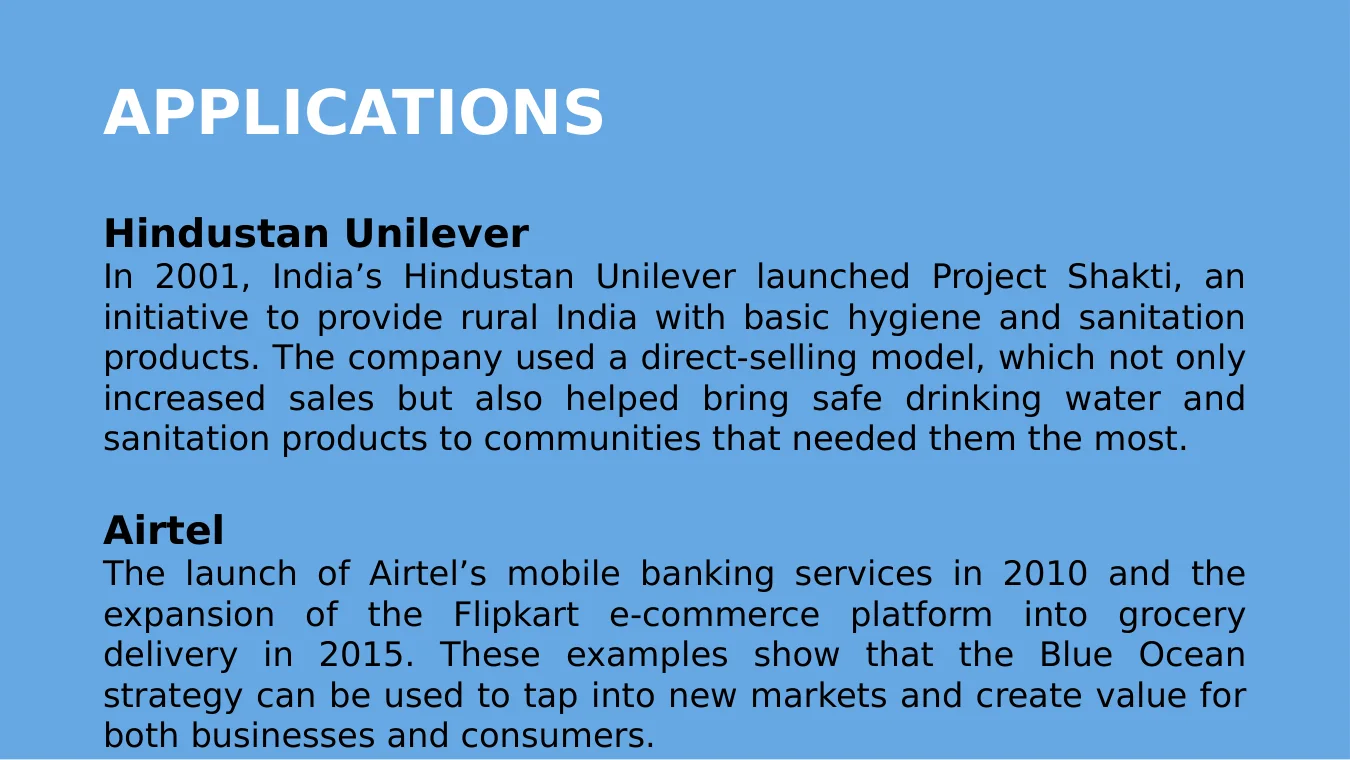 APPLICATIONS
Hindustan Unilever
In 2001, India’s Hindustan Unilever launched Project Shakti, an
initiative to provide rural India with basic hygiene and sanitation
products. The company used a direct-selling model, which not only
increased sales but also helped bring safe drinking water and
sanitation products to communities that needed them the most.
Airtel
The launch of Airtel’s mobile banking services in 2010 and the
expansion of the Flipkart e-commerce platform into grocery
delivery in 2015. These examples show that the Blue Ocean
strategy can be used to tap into new markets and create value for
both businesses and consumers.